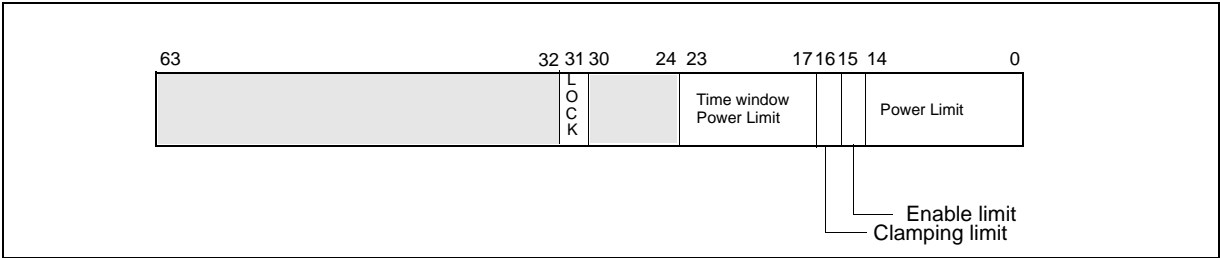 63 32 31 30 24 23 17 16 15 14 0
L
O
C
K
Time window
Power Limit
Power Limit
Enable limit
Clamping limit